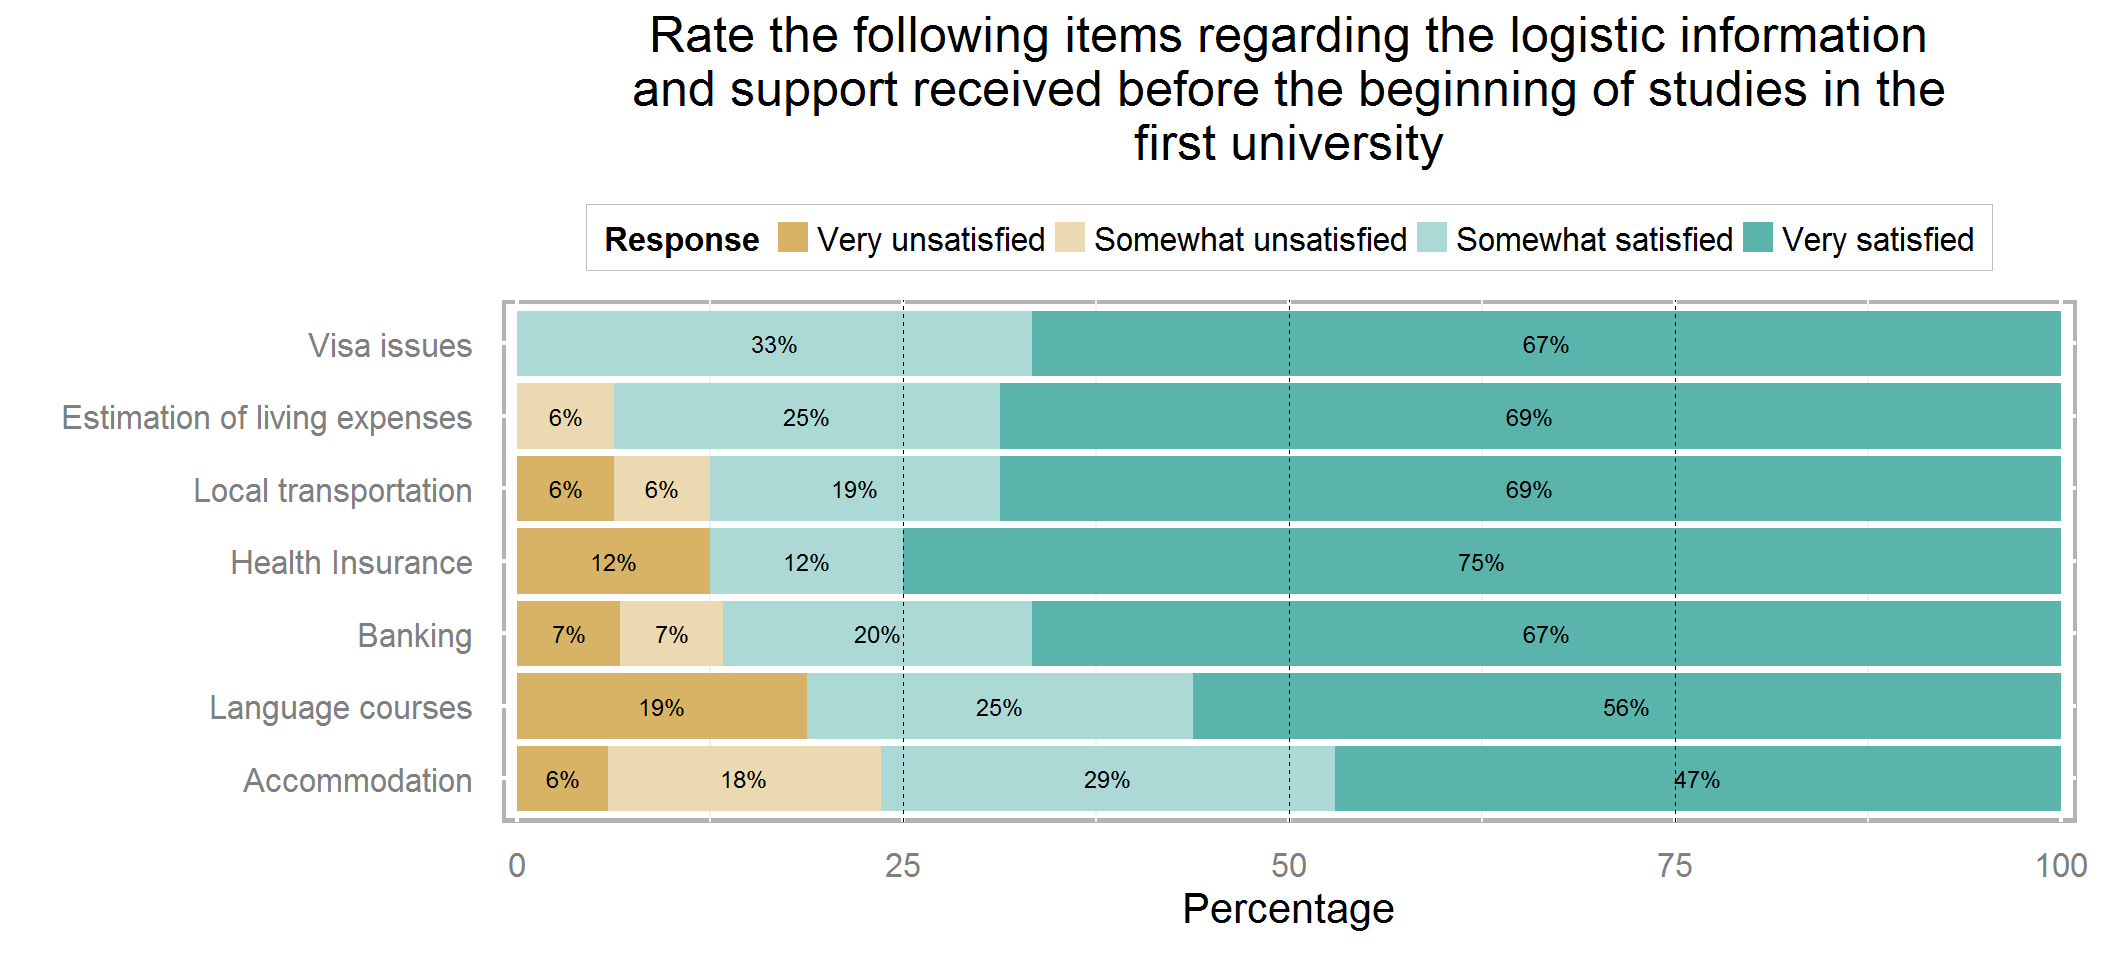 Rate the following items regarding the logistic information
and support received before the beginning of studies in the
first university
Response Very unsatisfied Somewhat unsatisfied Somewhat satisfied Very satisfied
Visa issues 33% 67%
Estimation of living expenses 6% 25% 69%
Local transportation 6% 6% 19% 69%
Health Insurance 12% 12% 75%
Banking 7% 7% 20% 67%
Language courses 19% 25% 56%
Accommodation 6% 18% 29% 47%
0 25 50 75 100
Percentage